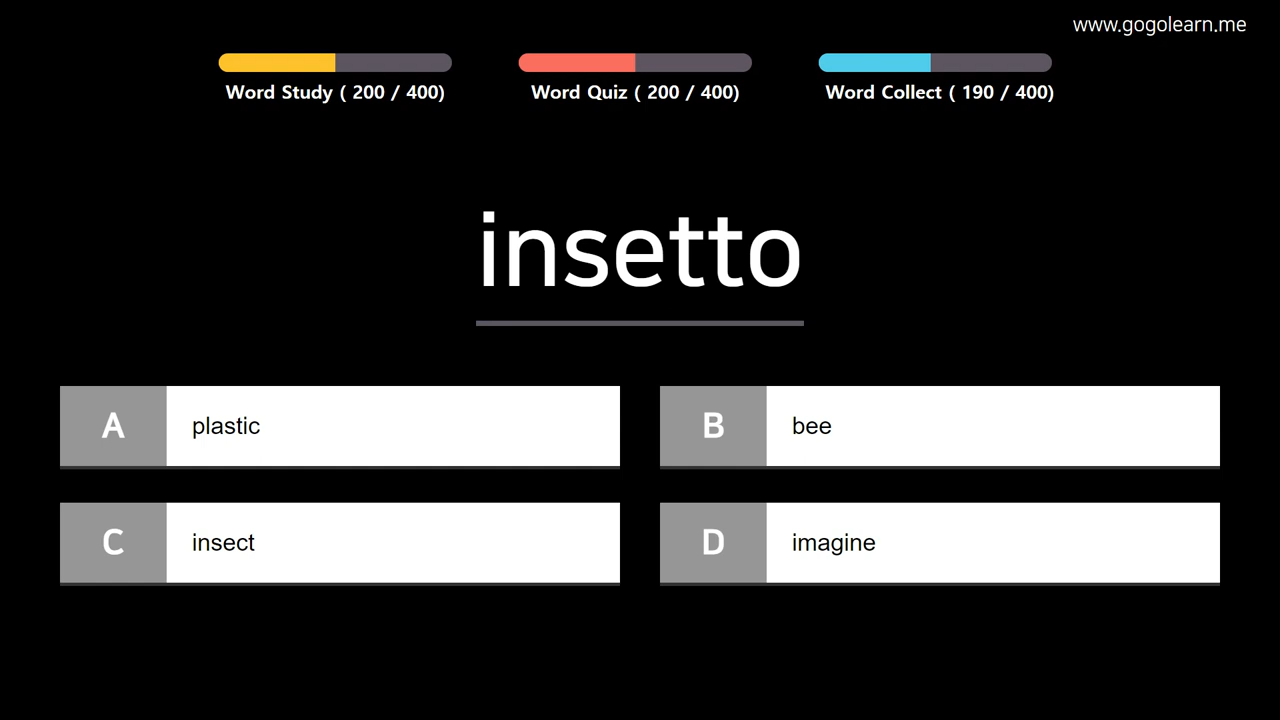 www.gogolearn.me
Word Study ( 200 / 400)
Word Quiz ( 200 / 400)
Word Collect ( 190 / 400)
insetto
A plastic
B bee
C insect
D imagine